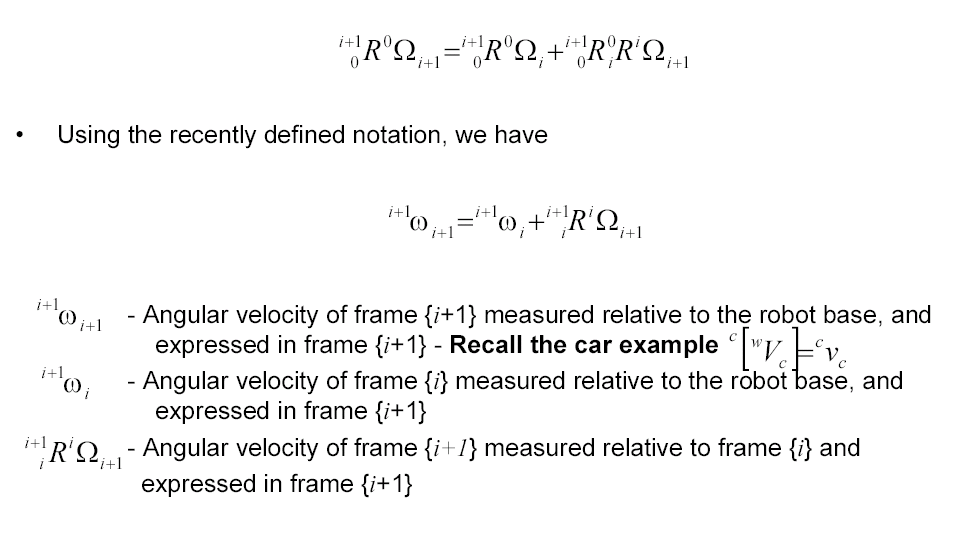 $^{i+1}_{0}R^{0}\Omega_{i+1}={}^{i+1}_{0}R^{0}\Omega_{i}+{}^{i+1}_{0}R^{0}_{i}R^{i}\Omega_{i+1}$
• Using the recently defined notation, we have
$^{i+1}\omega_{i+1}={}^{i+1}\omega_{i}+{}^{i+1}_{i}R^{i}\Omega_{i+1}$
$^{i+1}\omega_{i+1}$ - Angular velocity of frame {i+1} measured relative to the robot base, and
expressed in frame {i+1} - Recall the car example $^{c}\left[{}^{w}V_{c}\right]={}^{c}v_{c}$
$^{i+1}\omega_{i}$ - Angular velocity of frame {i} measured relative to the robot base, and
expressed in frame {i+1}
$^{i+1}_{i}R^{i}\Omega_{i+1}$ - Angular velocity of frame {i+1} measured relative to frame {i} and
expressed in frame {i+1}